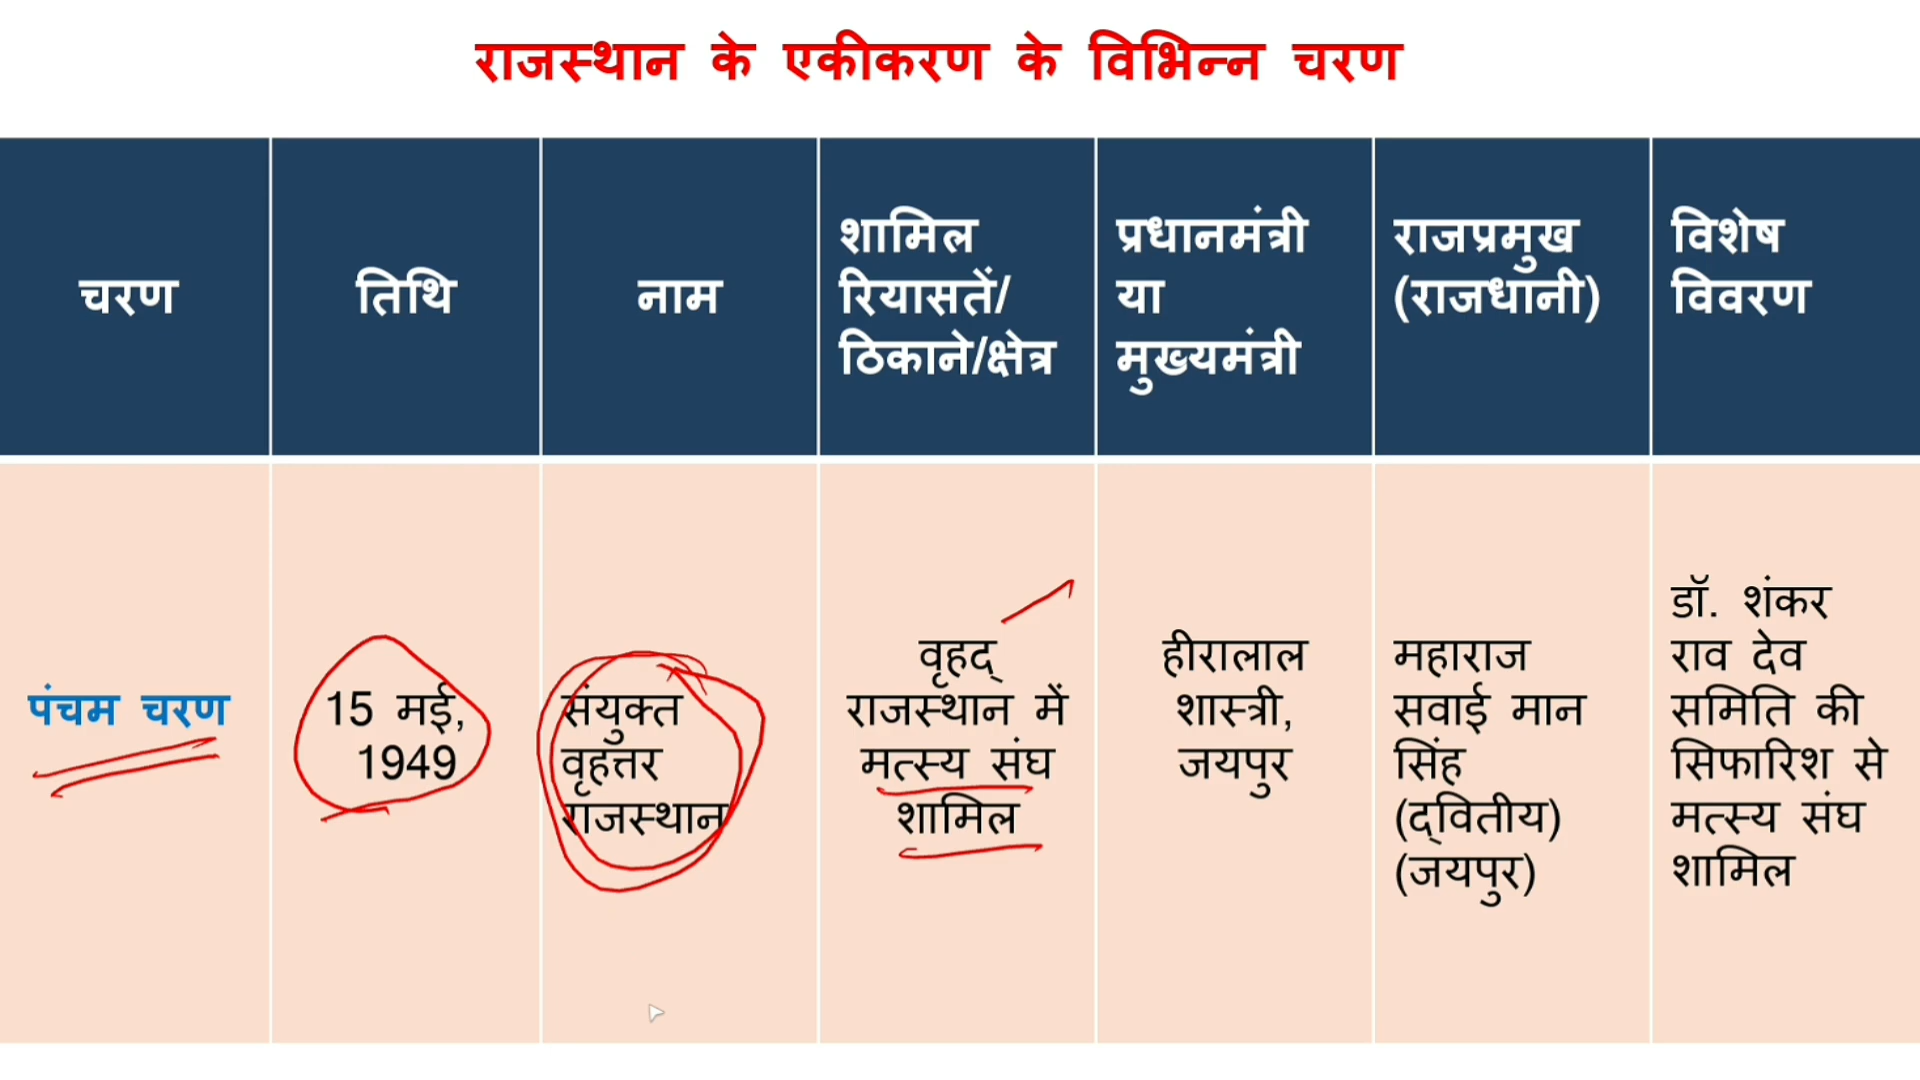 राजस्थान के एकीकरण के विभिन्न चरण
चरण
तिथि
नाम
शामिल
रियासतें/
ठिकाने/क्षेत्र
प्रधानमंत्री
या
मुख्यमंत्री
राजप्रमुख
(राजधानी)
विशेष
विवरण
पंचम चरण
15 मई,
1949
संयुक्त
वृहत्तर
राजस्थान
वृहद्
राजस्थान में
मत्स्य संघ
शामिल
हीरालाल
शास्त्री,
जयपुर
महाराज
सवाई मान
सिंह
(द्वितीय)
(जयपुर)
डॉ. शंकर
राव देव
समिति की
सिफारिश से
मत्स्य संघ
शामिल